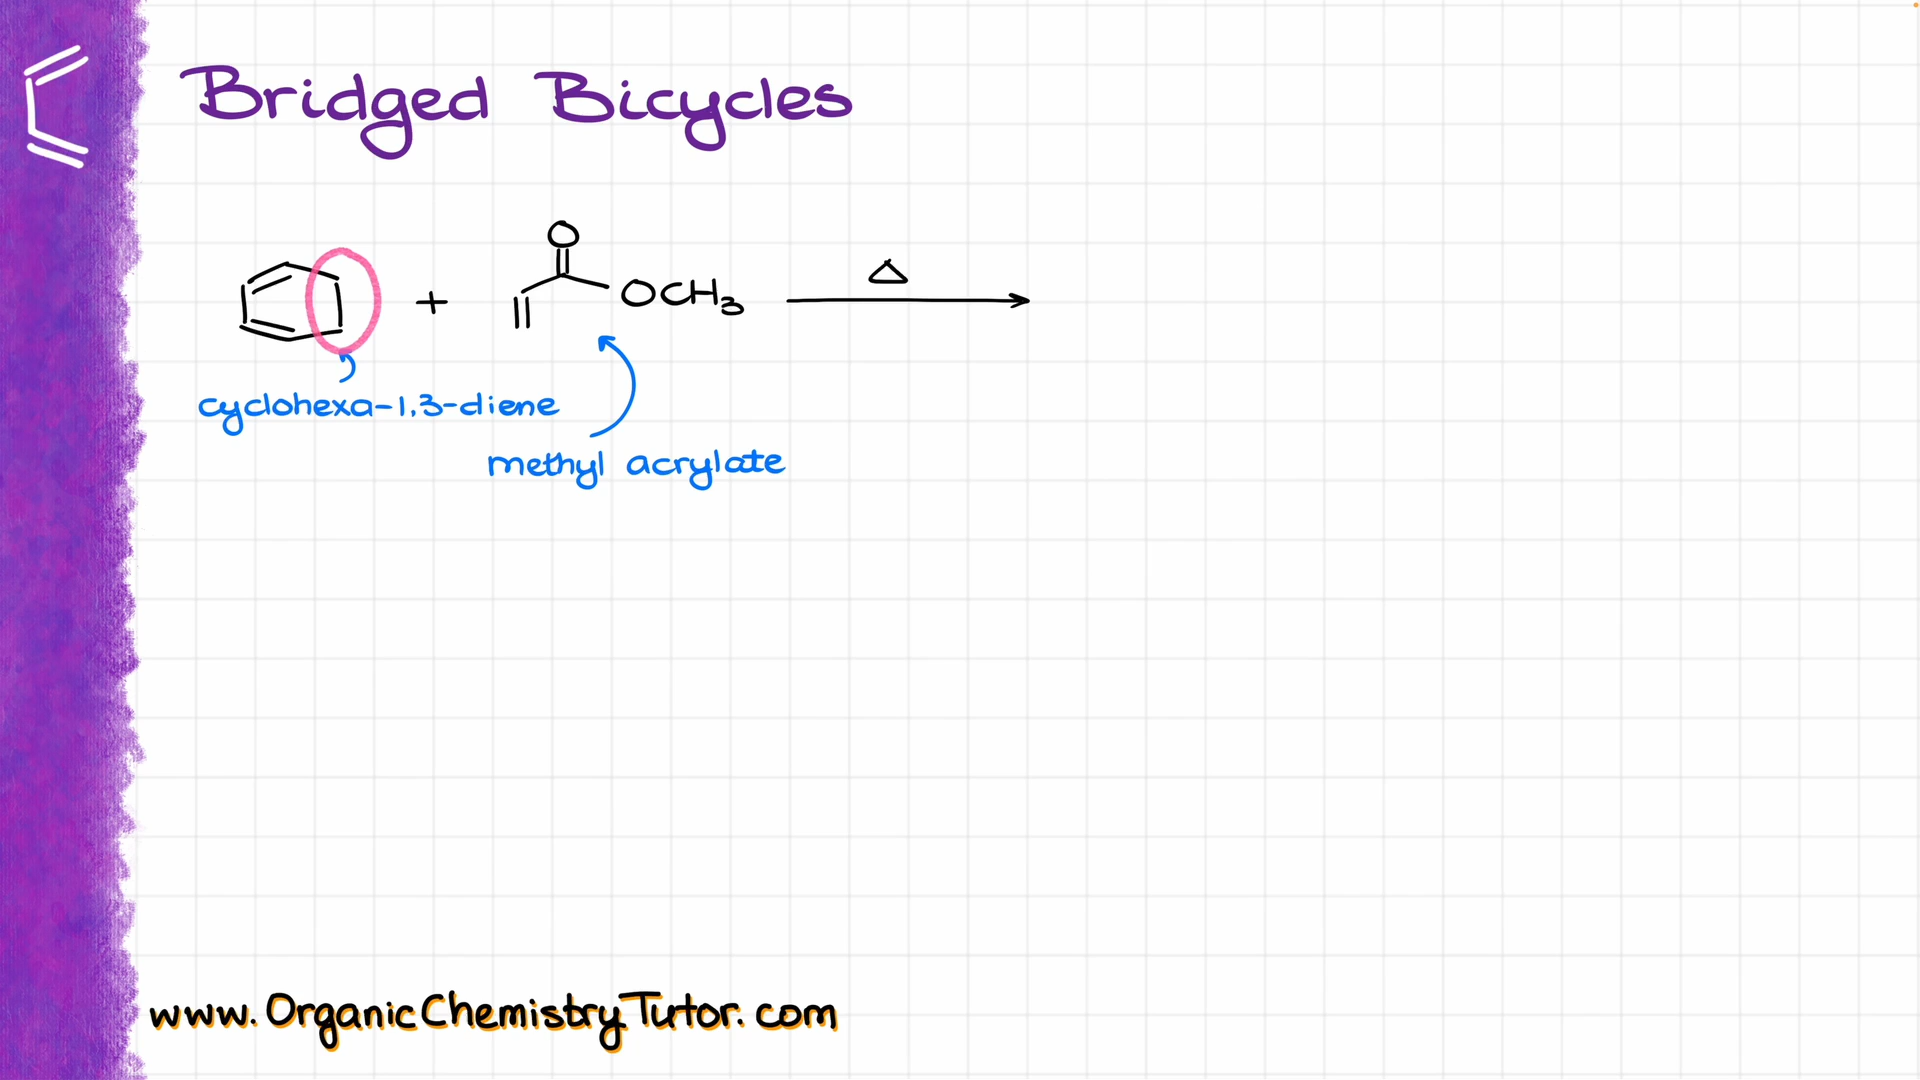 Bridged Bicycles
O
+ OCH₃ Δ
cyclohexa-1,3-diene
methyl acrylate
www.OrganicChemistryTutor.com